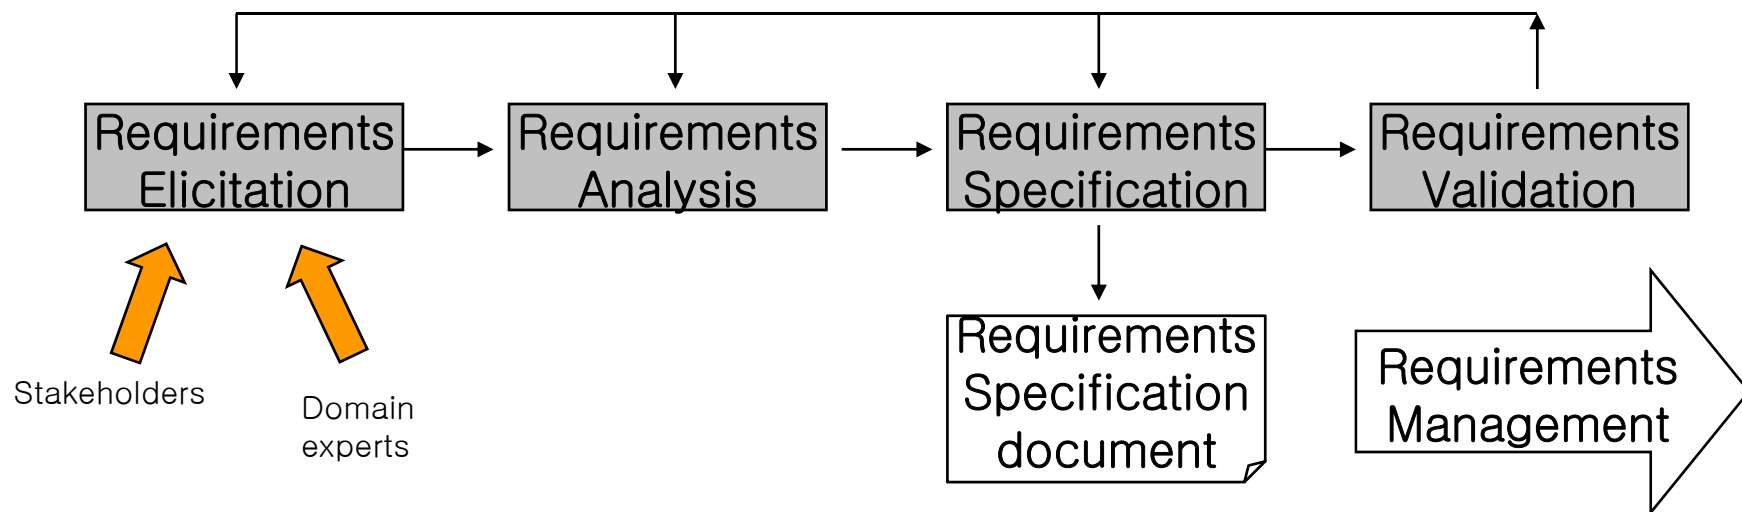 Requirements
Elicitation
Requirements
Analysis
Requirements
Specification
Requirements
Validation
Stakeholders
Domain
experts
Requirements
Specification
document
Requirements
Management